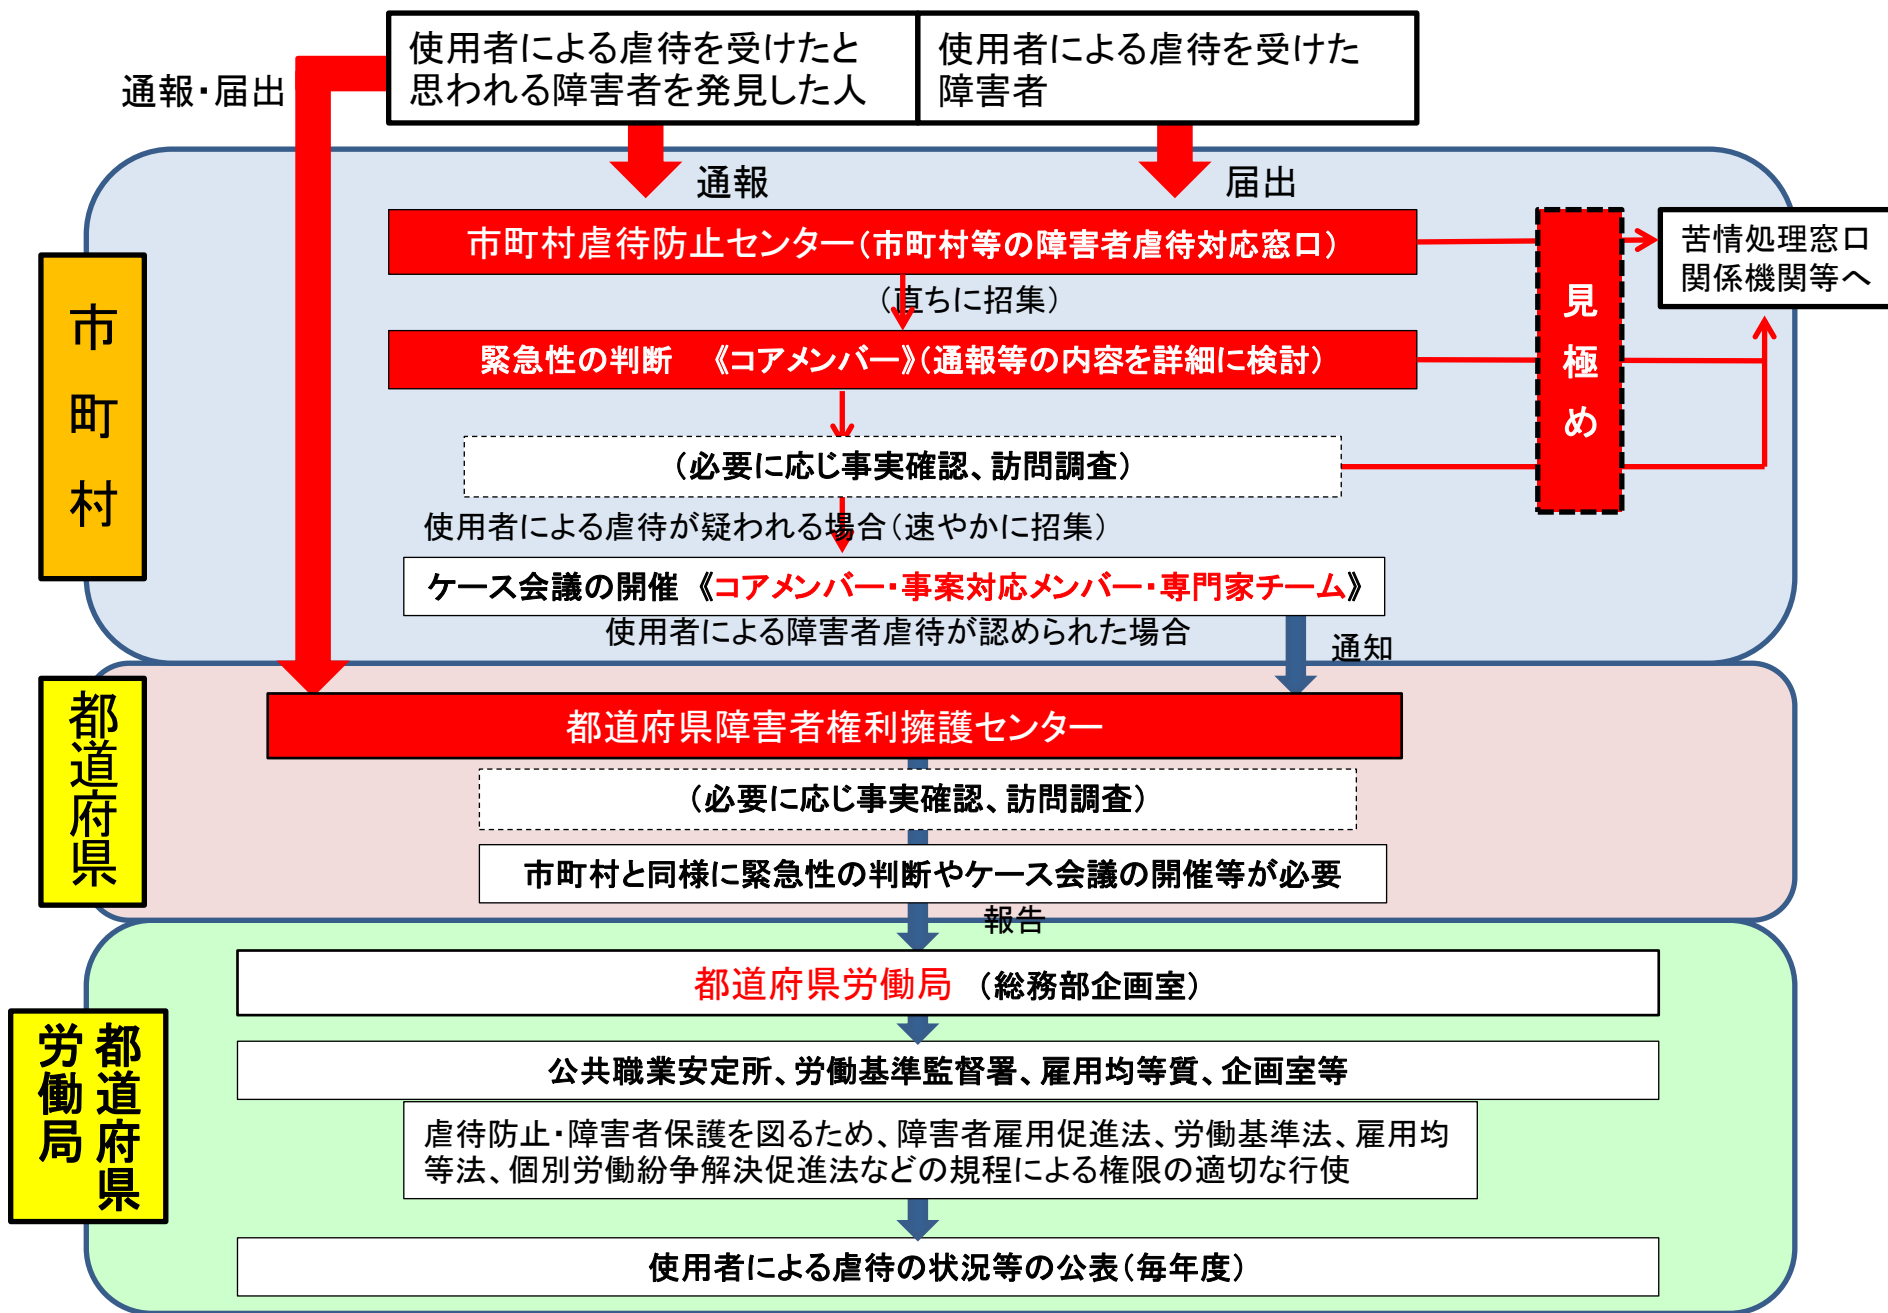 使用者による虐待を受けたと
思われる障害者を発見した人
使用者による虐待を受けた
障害者
通報・届出
通報
届出
市町村
市町村虐待防止センター(市町村等の障害者虐待対応窓口)
(直ちに招集)
緊急性の判断 《コアメンバー》(通報等の内容を詳細に検討)
(必要に応じ事実確認、訪問調査)
見極め
苦情処理窓口
関係機関等へ
使用者による虐待が疑われる場合(速やかに招集)
ケース会議の開催 《コアメンバー・事案対応メンバー・専門家チーム》
使用者による障害者虐待が認められた場合
通知
都道府県
都道府県障害者権利擁護センター
(必要に応じ事実確認、訪問調査)
市町村と同様に緊急性の判断やケース会議の開催等が必要
報告
都道府県
労働局
都道府県労働局 (総務部企画室)
公共職業安定所、労働基準監督署、雇用均等質、企画室等
虐待防止・障害者保護を図るため、障害者雇用促進法、労働基準法、雇用均
等法、個別労働紛争解決促進法などの規程による権限の適切な行使
使用者による虐待の状況等の公表(毎年度)